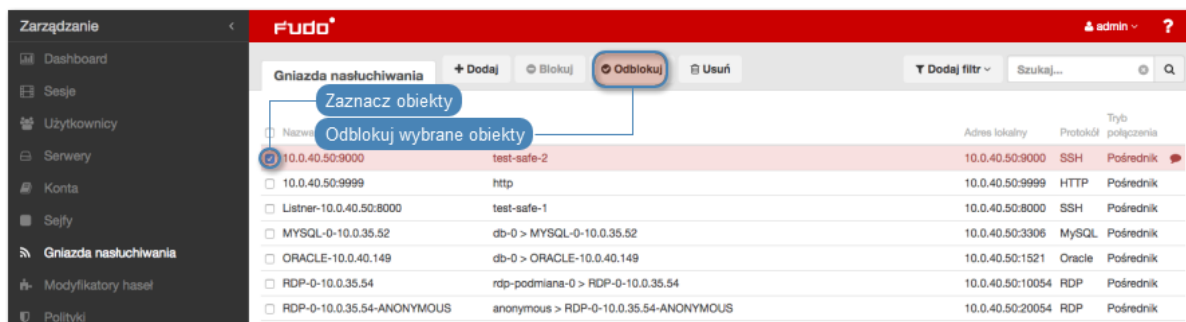 Zarządzanie
FUDO
admin
?
Dashboard
Sesje
Użytkownicy
Serwery
Konta
Sejfy
Gniazda nasłuchiwania
Modyfikatory haseł
Polityki
Gniazda nasłuchiwania
+ Dodaj
Blokuj
Odblokuj
Usuń
Dodaj filtr
Szukaj...
Zaznacz obiekty
Odblokuj wybrane obiekty
Adres lokalny Protokół Tryb połączenia
10.0.40.50:9000 test-safe-2 10.0.40.50:9000 SSH Pośrednik
10.0.40.50:9999 http 10.0.40.50:9999 HTTP Pośrednik
Listner-10.0.40.50:8000 test-safe-1 10.0.40.50:8000 SSH Pośrednik
MYSQL-0-10.0.35.52 db-0 > MYSQL-0-10.0.35.52 10.0.40.50:3306 MySQL Pośrednik
ORACLE-10.0.40.149 db-0 > ORACLE-10.0.40.149 10.0.40.50:1521 Oracle Pośrednik
RDP-0-10.0.35.54 rdp-podmiana-0 > RDP-0-10.0.35.54 10.0.40.50:10054 RDP Pośrednik
RDP-0-10.0.35.54-ANONYMOUS anonymous > RDP-0-10.0.35.54-ANONYMOUS 10.0.40.50:20054 RDP Pośrednik